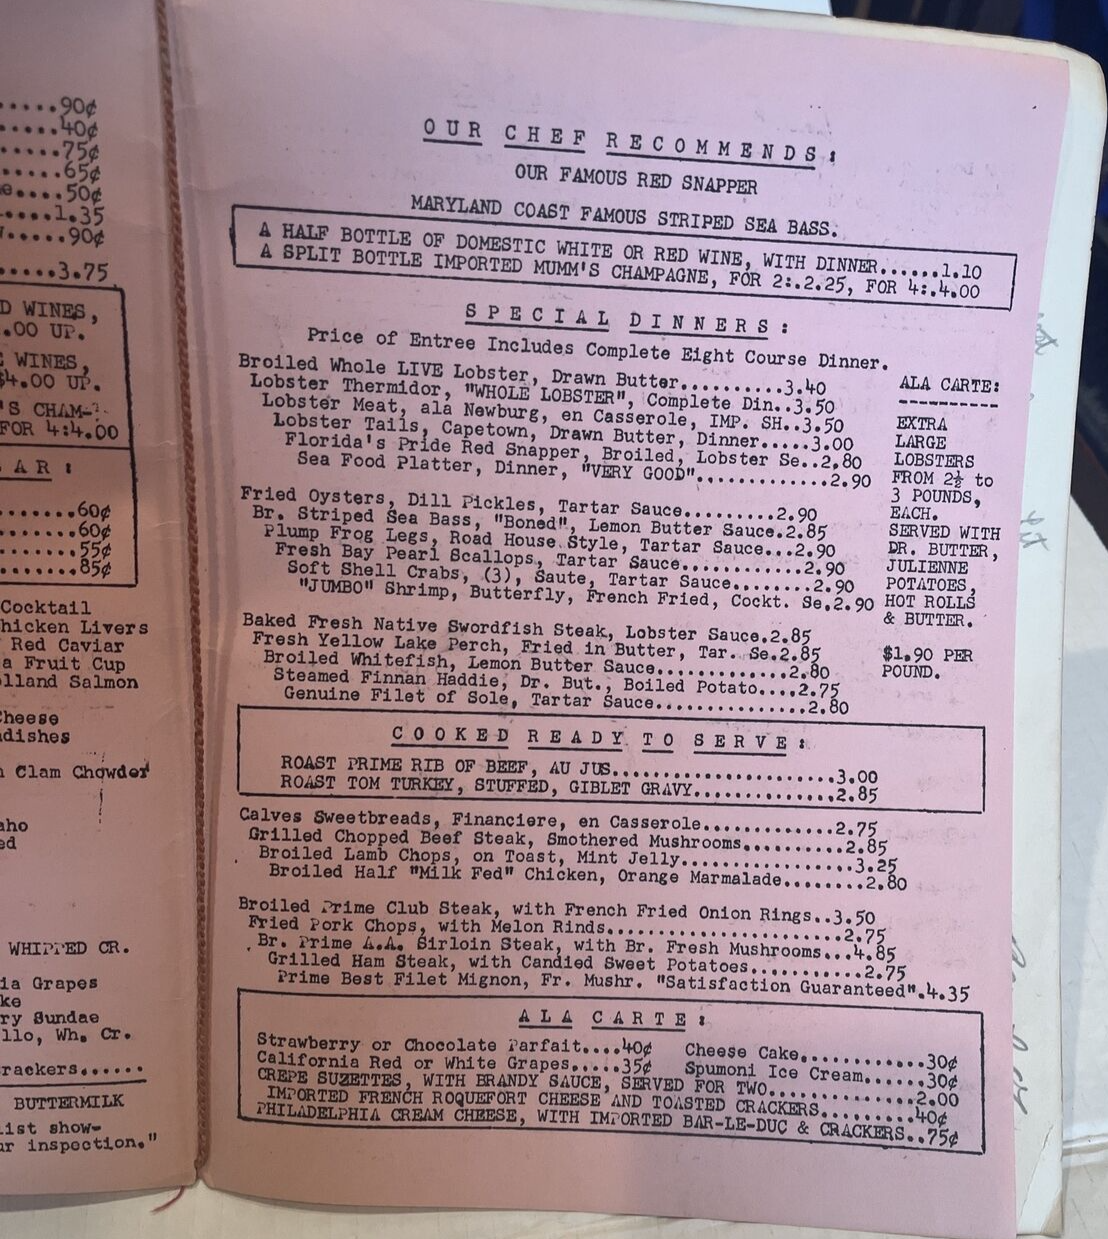 .....90¢
.....40¢
.....75¢
.....65¢
.....50¢
.....1.35
.....90¢
.....3.75
D WINES,
.00 UP.
WINES,
$4.00 UP.
'S CHAM-
FOR 4:4.00
A R :
.......60¢
.......60¢
.......55¢
.......85¢
Cocktail
hicken Livers
Red Caviar
a Fruit Cup
olland Salmon
Cheese
adishes
Clam Chowder
aho
ed
WHIPPED CR.
ia Grapes
ke
ry Sundae
llo, Wh. Cr.
rackers......
BUTTERMILK
ist show-
ur inspection."
OUR CHEF RECOMMENDS:
OUR FAMOUS RED SNAPPER
MARYLAND COAST FAMOUS STRIPED SEA BASS.
A HALF BOTTLE OF DOMESTIC WHITE OR RED WINE, WITH DINNER......1.10
A SPLIT BOTTLE IMPORTED MUMM'S CHAMPAGNE, FOR 2:.2.25, FOR 4:.4.00
SPECIAL DINNERS:
Price of Entree Includes Complete Eight Course Dinner.
Broiled Whole LIVE Lobster, Drawn Butter..........3.40
Lobster Thermidor, "WHOLE LOBSTER", Complete Din..3.50
Lobster Meat, ala Newburg, en Casserole, IMP. SH..3.50
Lobster Tails, Capetown, Drawn Butter, Dinner.....3.00
Florida's Pride Red Snapper, Broiled, Lobster Se..2.80
Sea Food Platter, Dinner, "VERY GOOD".............2.90
Fried Oysters, Dill Pickles, Tartar Sauce.........2.90
Br. Striped Sea Bass, "Boned", Lemon Butter Sauce.2.85
Plump Frog Legs, Road House Style, Tartar Sauce...2.90
Fresh Bay Pearl Scallops, Tartar Sauce............2.90
Soft Shell Crabs, (3), Saute, Tartar Sauce........2.90
"JUMBO" Shrimp, Butterfly, French Fried, Cockt. Se.2.90
Baked Fresh Native Swordfish Steak, Lobster Sauce.2.85
Fresh Yellow Lake Perch, Fried in Butter, Tar. Se.2.85
Broiled Whitefish, Lemon Butter Sauce.............2.80
Steamed Finnan Haddie, Dr. But., Boiled Potato....2.75
Genuine Filet of Sole, Tartar Sauce...............2.80
ALA CARTE:
----------
EXTRA
LARGE
LOBSTERS
FROM 2½ to
3 POUNDS,
EACH.
SERVED WITH
DR. BUTTER,
JULIENNE
POTATOES,
HOT ROLLS
& BUTTER.
$1.90 PER
POUND.
COOKED READY TO SERVE:
ROAST PRIME RIB OF BEEF, AU JUS.......................3.00
ROAST TOM TURKEY, STUFFED, GIBLET GRAVY...............2.85
Calves Sweetbreads, Financiere, en Casserole.............2.75
Grilled Chopped Beef Steak, Smothered Mushrooms..........2.85
Broiled Lamb Chops, on Toast, Mint Jelly.................3.25
Broiled Half "Milk Fed" Chicken, Orange Marmalade........2.80
Broiled Prime Club Steak, with French Fried Onion Rings..3.50
Fried Pork Chops, with Melon Rinds.......................2.75
Br. Prime A.A. Sirloin Steak, with Br. Fresh Mushrooms...4.85
Grilled Ham Steak, with Candied Sweet Potatoes...........2.75
Prime Best Filet Mignon, Fr. Mushr. "Satisfaction Guaranteed".4.35
ALA CARTE:
Strawberry or Chocolate Parfait....40¢ Cheese Cake............30¢
California Red or White Grapes.....35¢ Spumoni Ice Cream......30¢
CREPE SUZETTES, WITH BRANDY SAUCE, SERVED FOR TWO..............2.00
IMPORTED FRENCH ROQUEFORT CHEESE AND TOASTED CRACKERS.........40¢
PHILADELPHIA CREAM CHEESE, WITH IMPORTED BAR-LE-DUC & CRACKERS..75¢